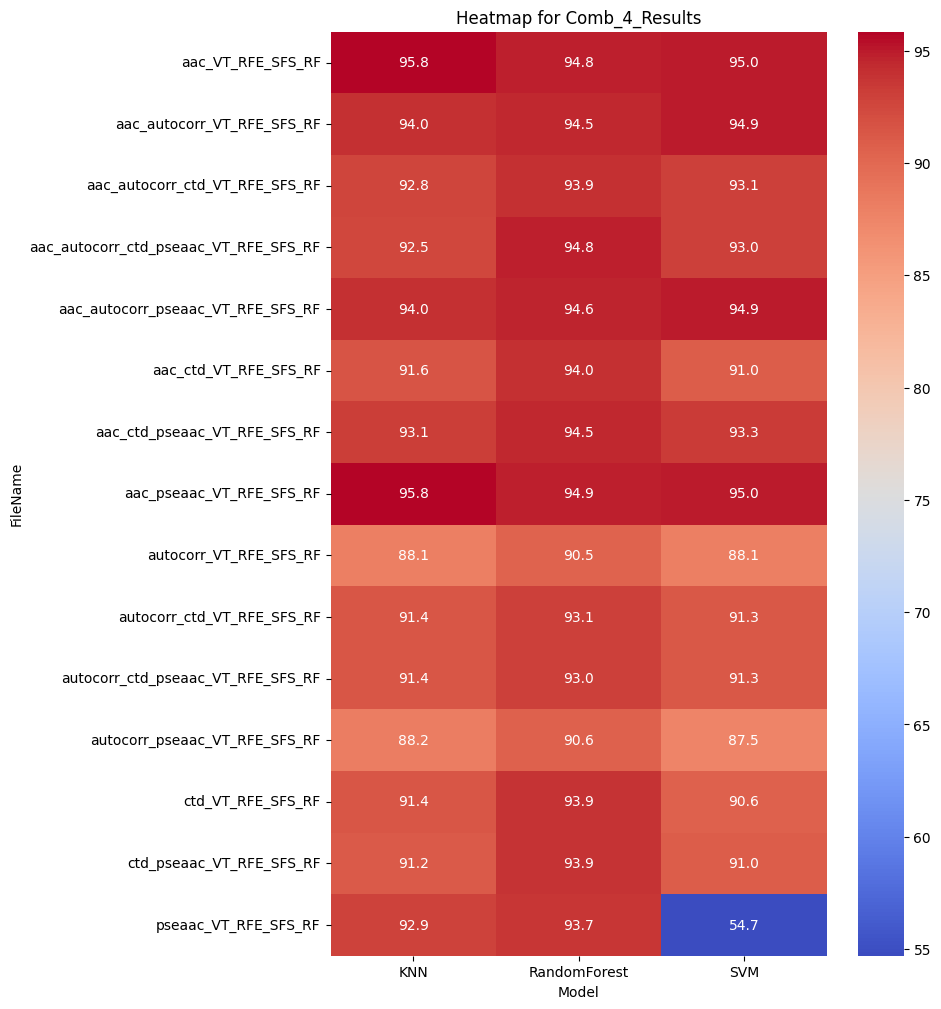 Heatmap for Comb_4_Results
aac_VT_RFE_SFS_RF 95.8 94.8 95.0
aac_autocorr_VT_RFE_SFS_RF 94.0 94.5 94.9
aac_autocorr_ctd_VT_RFE_SFS_RF 92.8 93.9 93.1
aac_autocorr_ctd_pseaac_VT_RFE_SFS_RF 92.5 94.8 93.0
aac_autocorr_pseaac_VT_RFE_SFS_RF 94.0 94.6 94.9
aac_ctd_VT_RFE_SFS_RF 91.6 94.0 91.0
aac_ctd_pseaac_VT_RFE_SFS_RF 93.1 94.5 93.3
aac_pseaac_VT_RFE_SFS_RF 95.8 94.9 95.0
autocorr_VT_RFE_SFS_RF 88.1 90.5 88.1
autocorr_ctd_VT_RFE_SFS_RF 91.4 93.1 91.3
autocorr_ctd_pseaac_VT_RFE_SFS_RF 91.4 93.0 91.3
autocorr_pseaac_VT_RFE_SFS_RF 88.2 90.6 87.5
ctd_VT_RFE_SFS_RF 91.4 93.9 90.6
ctd_pseaac_VT_RFE_SFS_RF 91.2 93.9 91.0
pseaac_VT_RFE_SFS_RF 92.9 93.7 54.7
KNN RandomForest SVM
Model
FileName
95
90
85
80
75
70
65
60
55